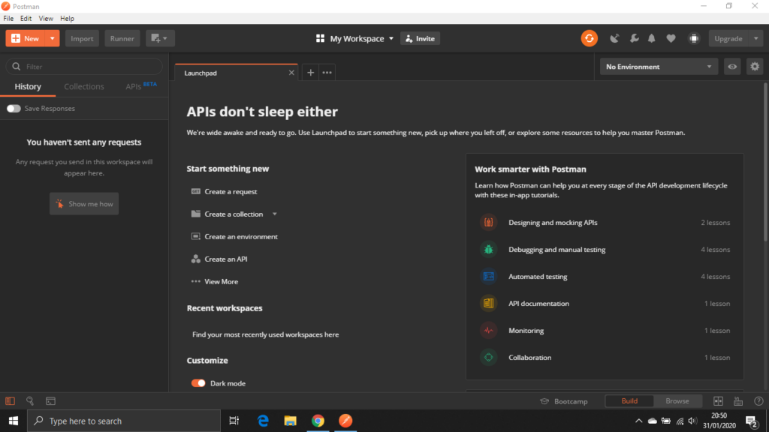 Postman
File Edit View Help
New Import Runner My Workspace Invite Upgrade
Filter
History Collections APIs BETA
Save Responses
You haven't sent any requests
Any request you send in this workspace will
appear here.
Show me how
Launchpad
No Environment
APIs don't sleep either
We're wide awake and ready to go. Use Launchpad to start something new, pick up where you left off, or explore some resources to help you master Postman.
Start something new
Create a request
Create a collection
Create an environment
Create an API
View More
Recent workspaces
Find your most recently used workspaces here
Customize
Dark mode
Work smarter with Postman
Learn how Postman can help you at every stage of the API development lifecycle
with these in-app tutorials.
Designing and mocking APIs 2 lessons
Debugging and manual testing 4 lessons
Automated testing 4 lessons
API documentation 1 lesson
Monitoring 1 lesson
Collaboration 1 lesson
Bootcamp Build Browse
Type here to search
20:50
31/01/2020
2